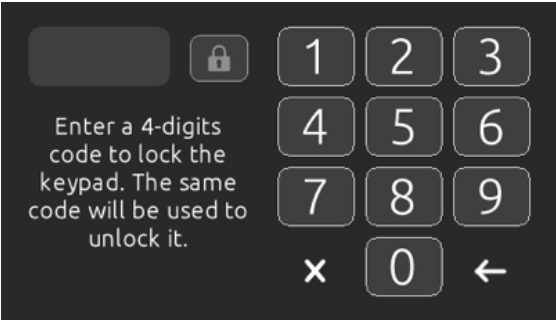 1 2 3
4 5 6
7 8 9
0
Enter a 4-digits
code to lock the
keypad. The same
code will be used to
unlock it.